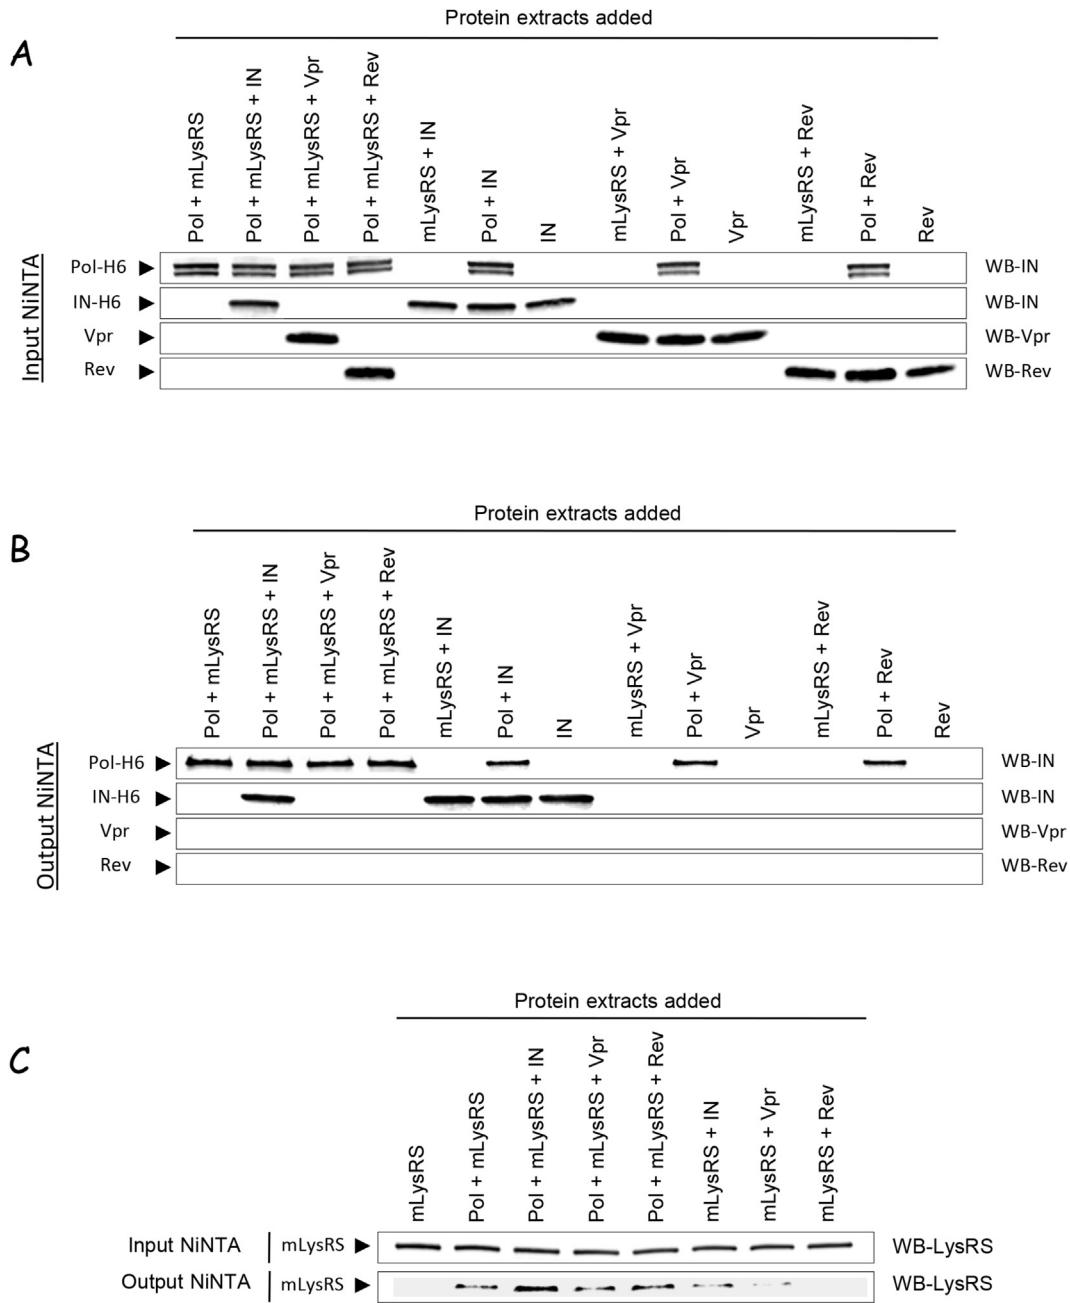 Protein extracts added
A
Pol + mLysRS
Pol + mLysRS + IN
Pol + mLysRS + Vpr
Pol + mLysRS + Rev
mLysRS + IN
Pol + IN
IN
mLysRS + Vpr
Pol + Vpr
Vpr
mLysRS + Rev
Pol + Rev
Rev
Input NiNTA
Pol-H6 WB-IN
IN-H6 WB-IN
Vpr WB-Vpr
Rev WB-Rev
Protein extracts added
B
Pol + mLysRS
Pol + mLysRS + IN
Pol + mLysRS + Vpr
Pol + mLysRS + Rev
mLysRS + IN
Pol + IN
IN
mLysRS + Vpr
Pol + Vpr
Vpr
mLysRS + Rev
Pol + Rev
Rev
Output NiNTA
Pol-H6 WB-IN
IN-H6 WB-IN
Vpr WB-Vpr
Rev WB-Rev
Protein extracts added
C
mLysRS
Pol + mLysRS
Pol + mLysRS + IN
Pol + mLysRS + Vpr
Pol + mLysRS + Rev
mLysRS + IN
mLysRS + Vpr
mLysRS + Rev
Input NiNTA mLysRS WB-LysRS
Output NiNTA mLysRS WB-LysRS